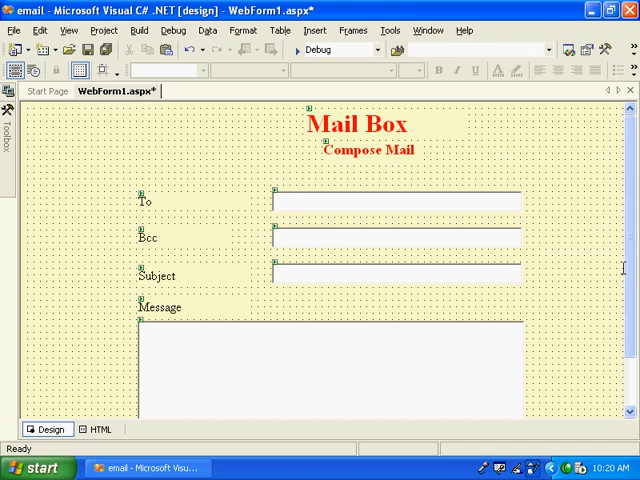 email - Microsoft Visual C# .NET [design] - WebForm1.aspx*
File Edit View Project Build Debug Data Format Table Insert Frames Tools Window Help
Debug
B I U A
Start Page WebForm1.aspx*
Toolbox
Mail Box
Compose Mail
To
Bcc
Subject
Message
Design HTML
Ready
start email - Microsoft Visu... 10:20 AM